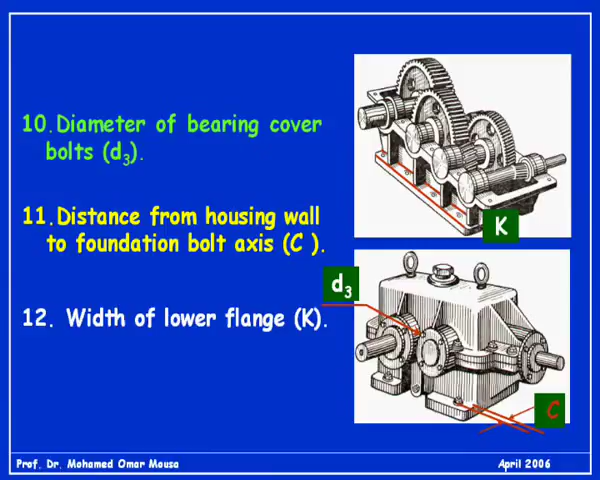 10.Diameter of bearing cover
bolts (d₃).
11.Distance from housing wall
to foundation bolt axis (C ).
12. Width of lower flange (K).
K
d₃
C
Prof. Dr. Mohamed Omar Mousa
April 2006